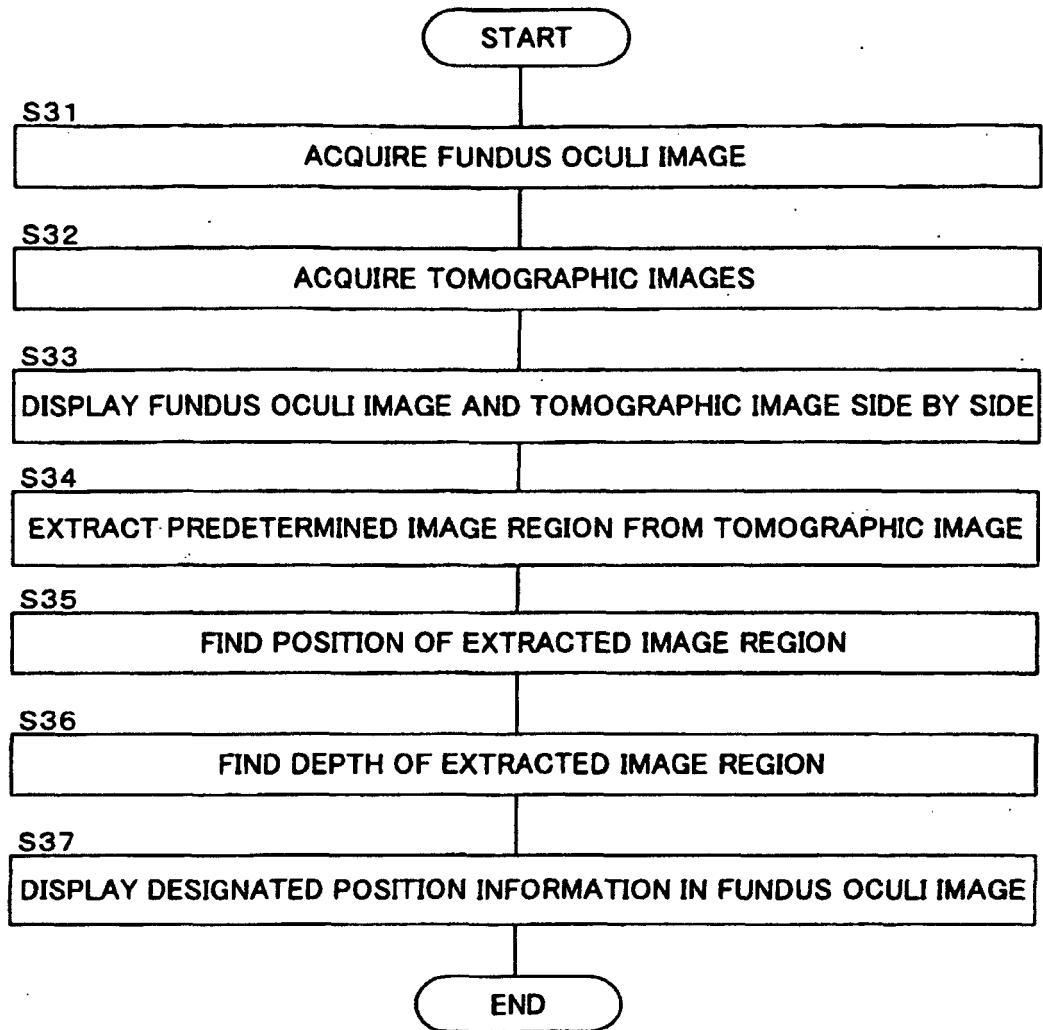 START
S31
ACQUIRE FUNDUS OCULI IMAGE
S32
ACQUIRE TOMOGRAPHIC IMAGES
S33
DISPLAY FUNDUS OCULI IMAGE AND TOMOGRAPHIC IMAGE SIDE BY SIDE
S34
EXTRACT PREDETERMINED IMAGE REGION FROM TOMOGRAPHIC IMAGE
S35
FIND POSITION OF EXTRACTED IMAGE REGION
S36
FIND DEPTH OF EXTRACTED IMAGE REGION
S37
DISPLAY DESIGNATED POSITION INFORMATION IN FUNDUS OCULI IMAGE
END